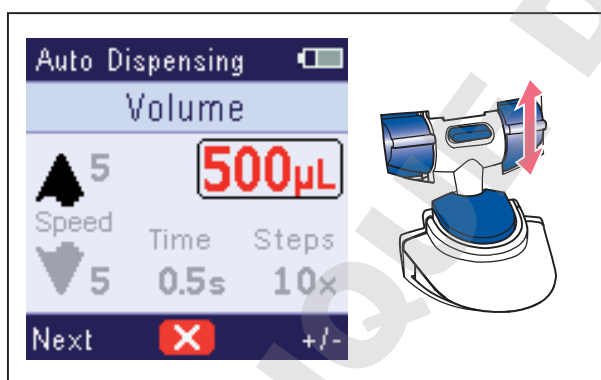 Auto Dispensing
Volume
5
500µL
Speed
Time Steps
5 0.5s 10x
Next +/-